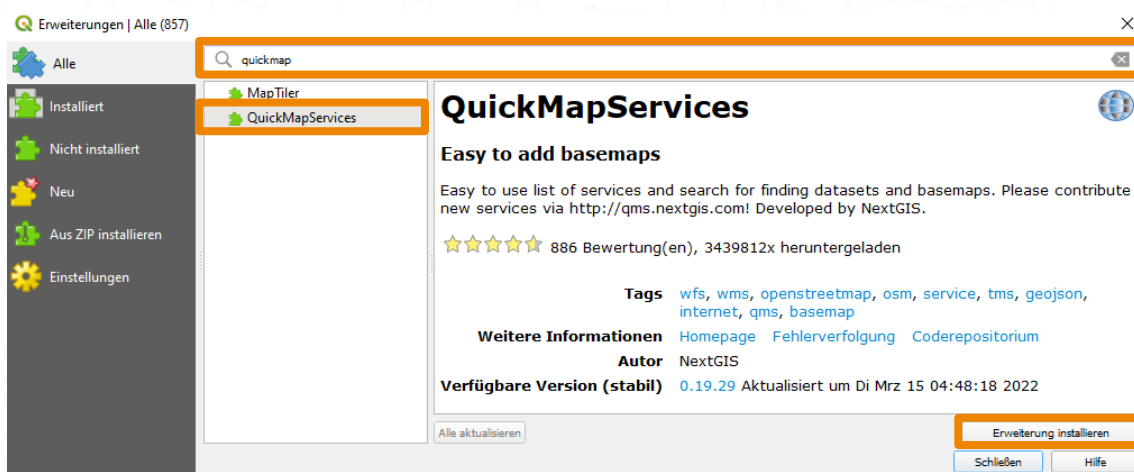 Erweiterungen | Alle (857)
Alle
Installiert
Nicht installiert
Neu
Aus ZIP installieren
Einstellungen
quickmap
MapTiler
QuickMapServices
QuickMapServices
Easy to add basemaps
Easy to use list of services and search for finding datasets and basemaps. Please contribute
new services via http://qms.nextgis.com! Developed by NextGIS.
886 Bewertung(en), 3439812x heruntergeladen
Tags wfs, wms, openstreetmap, osm, service, tms, geojson,
internet, qms, basemap
Weitere Informationen Homepage Fehlerverfolgung Coderepositorium
Autor NextGIS
Verfügbare Version (stabil) 0.19.29 Aktualisiert um Di Mrz 15 04:48:18 2022
Alle aktualisieren
Erweiterung installieren
Schließen Hilfe